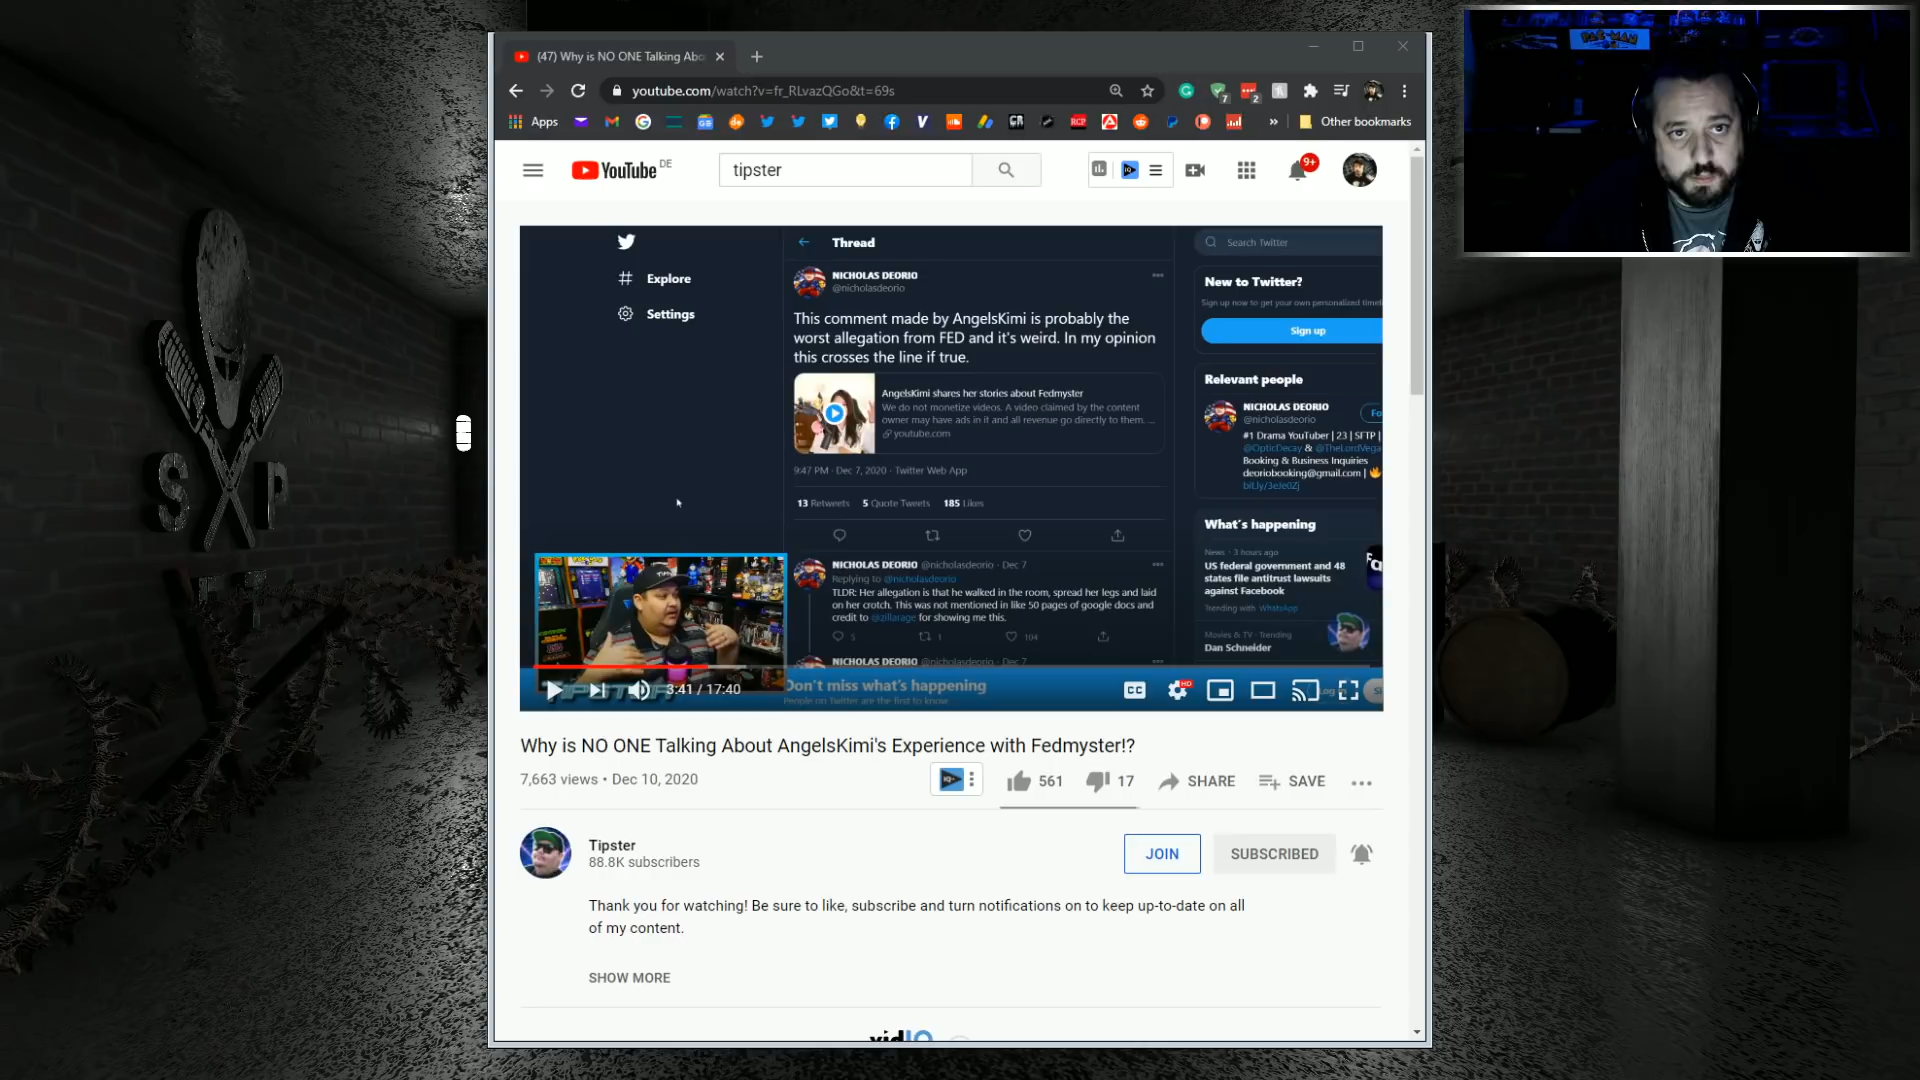 (47) Why is NO ONE Talking Abo
youtube.com/watch?v=fr_RLvazQGo&t=69s
7
2
Apps
Other bookmarks
YouTube DE
tipster
9+
PAC-MAN
S P
Thread
Search Twitter
Explore
Settings
NICHOLAS DEORIO
@nicholasdeorio
This comment made by AngelsKimi is probably the
worst allegation from FED and it's weird. In my opinion
this crosses the line if true.
AngelsKimi shares her stories about Fedmyster
We do not monetize videos. A video claimed by the content
owner may have ads in it and all revenue go directly to them. ...
youtube.com
9:47 PM · Dec 7, 2020 · Twitter Web App
13 Retweets 5 Quote Tweets 185 Likes
New to Twitter?
Sign up now to get your own personalized timel
Sign up
Relevant people
NICHOLAS DEORIO
@nicholasdeorio
Fo
#1 Drama YouTuber | 23 | SFTP |
@OpticDecay & @TheLordVega
Booking & Business Inquiries
deoriobooking@gmail.com |
bit.ly/3eJe0Zj
What's happening
News · 3 hours ago
US federal government and 48
states file antitrust lawsuits
against Facebook
Trending with WhatsApp
Movies & TV · Trending
Dan Schneider
NICHOLAS DEORIO @nicholasdeorio · Dec 7
Replying to @nicholasdeorio
TLDR: Her allegation is that he walked in the room, spread her legs and laid
on her crotch. This was not mentioned in like 50 pages of google docs and
credit to @zillarage for showing me this.
5 1 104
NICHOLAS DEORIO @nicholasdeorio · Dec 7
3:41 / 17:40
Don't miss what's happening
People on Twitter are the first to know.
CC
HD
Log in
Why is NO ONE Talking About AngelsKimi's Experience with Fedmyster!?
7,663 views • Dec 10, 2020
561
17
SHARE
SAVE
Tipster
88.8K subscribers
JOIN
SUBSCRIBED
Thank you for watching! Be sure to like, subscribe and turn notifications on to keep up-to-date on all
of my content.
SHOW MORE
vidIQ